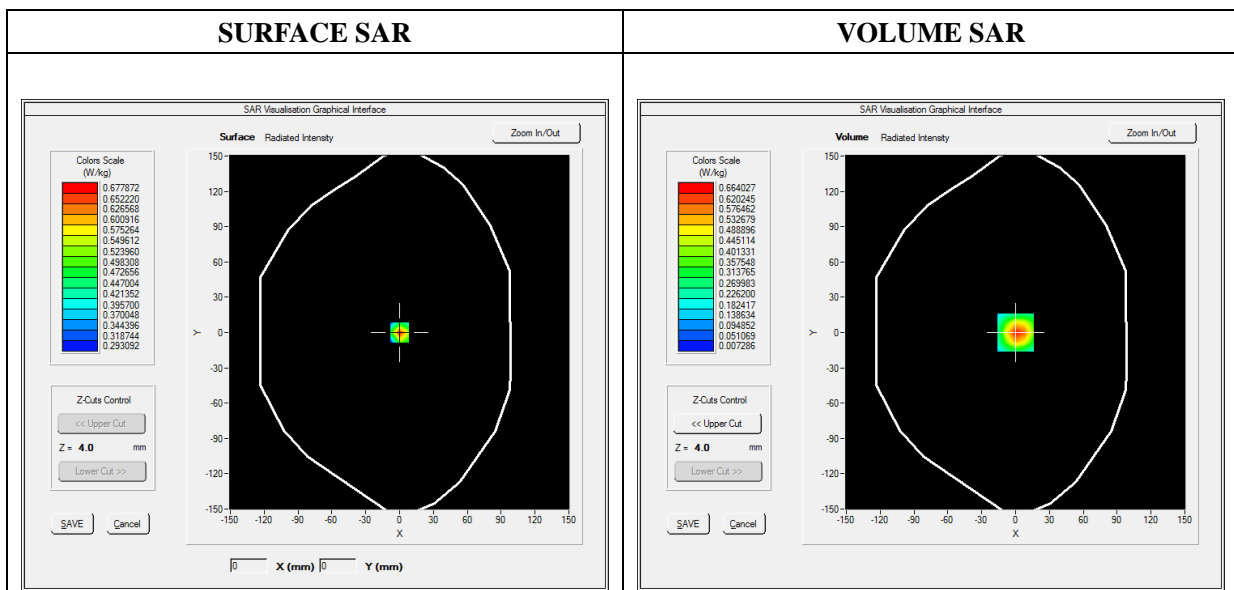 SURFACE SAR
SAR Visualisation Graphical Interface
Surface Radiated Intensity
Zoom In/Out
Colors Scale
(W/kg)
0.677872
0.652220
0.626568
0.600916
0.575264
0.549612
0.523960
0.498308
0.472656
0.447004
0.421352
0.395700
0.370048
0.344396
0.318744
0.293092
Z-Cuts Control
<< Upper Cut
Z = 4.0 mm
Lower Cut >>
SAVE Cancel
150
120
90
60
30
0
-30
-60
-90
-120
-150
Y
-150 -120 -90 -60 -30 0 30 60 90 120 150
X
0 X (mm) 0 Y (mm)
VOLUME SAR
SAR Visualisation Graphical Interface
Volume Radiated Intensity
Zoom In/Out
Colors Scale
(W/kg)
0.664027
0.620245
0.576462
0.532679
0.488896
0.445114
0.401331
0.357548
0.313765
0.269983
0.226200
0.182417
0.138634
0.094852
0.051069
0.007286
Z-Cuts Control
<< Upper Cut
Z = 4.0 mm
Lower Cut >>
SAVE Cancel
150
120
90
60
30
0
-30
-60
-90
-120
-150
Y
-150 -120 -90 -60 -30 0 30 60 90 120 150
X